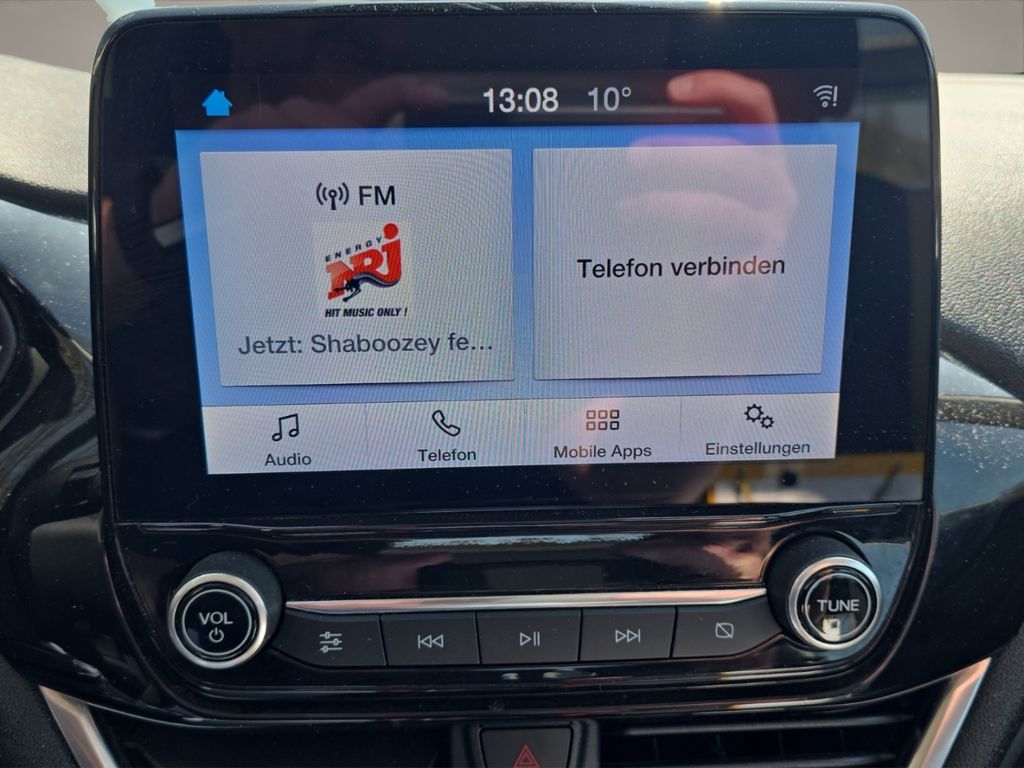 13:08 10°
FM
ENERGY
NRJ
HIT MUSIC ONLY!
Jetzt: Shaboozey fe...
Telefon verbinden
Audio Telefon Mobile Apps Einstellungen
VOL
TUNE